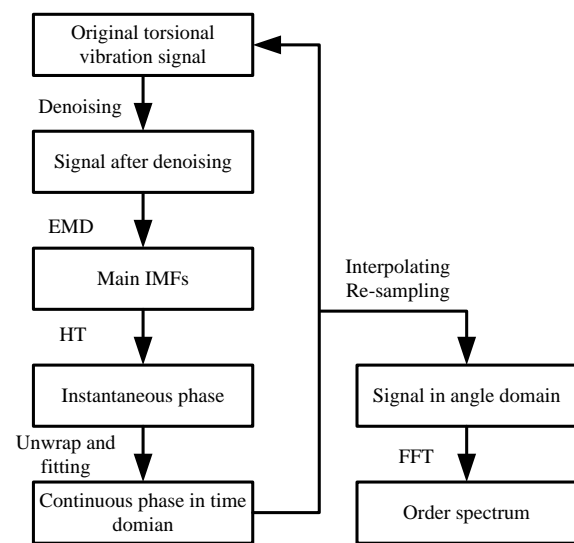 Original torsional
vibration signal
Denoising
Signal after denoising
EMD
Main IMFs
HT
Instantaneous phase
Unwrap and
fitting
Continuous phase in time
domian
Interpolating
Re-sampling
Signal in angle domain
FFT
Order spectrum